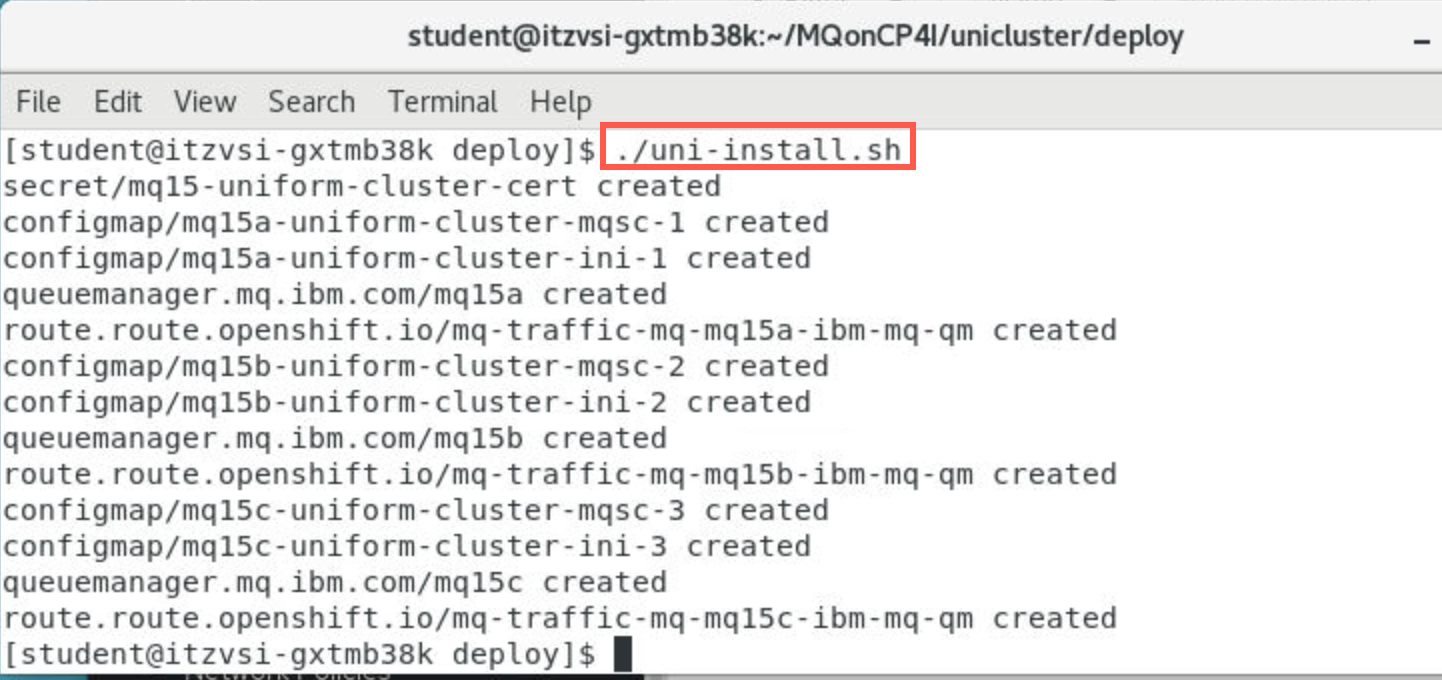 student@itzvsi-gxtmb38k:~/MQonCP4I/unicluster/deploy
File Edit View Search Terminal Help
[student@itzvsi-gxtmb38k deploy]$ ./uni-install.sh
secret/mq15-uniform-cluster-cert created
configmap/mq15a-uniform-cluster-mqsc-1 created
configmap/mq15a-uniform-cluster-ini-1 created
queuemanager.mq.ibm.com/mq15a created
route.route.openshift.io/mq-traffic-mq-mq15a-ibm-mq-qm created
configmap/mq15b-uniform-cluster-mqsc-2 created
configmap/mq15b-uniform-cluster-ini-2 created
queuemanager.mq.ibm.com/mq15b created
route.route.openshift.io/mq-traffic-mq-mq15b-ibm-mq-qm created
configmap/mq15c-uniform-cluster-mqsc-3 created
configmap/mq15c-uniform-cluster-ini-3 created
queuemanager.mq.ibm.com/mq15c created
route.route.openshift.io/mq-traffic-mq-mq15c-ibm-mq-qm created
[student@itzvsi-gxtmb38k deploy]$
Network Policies